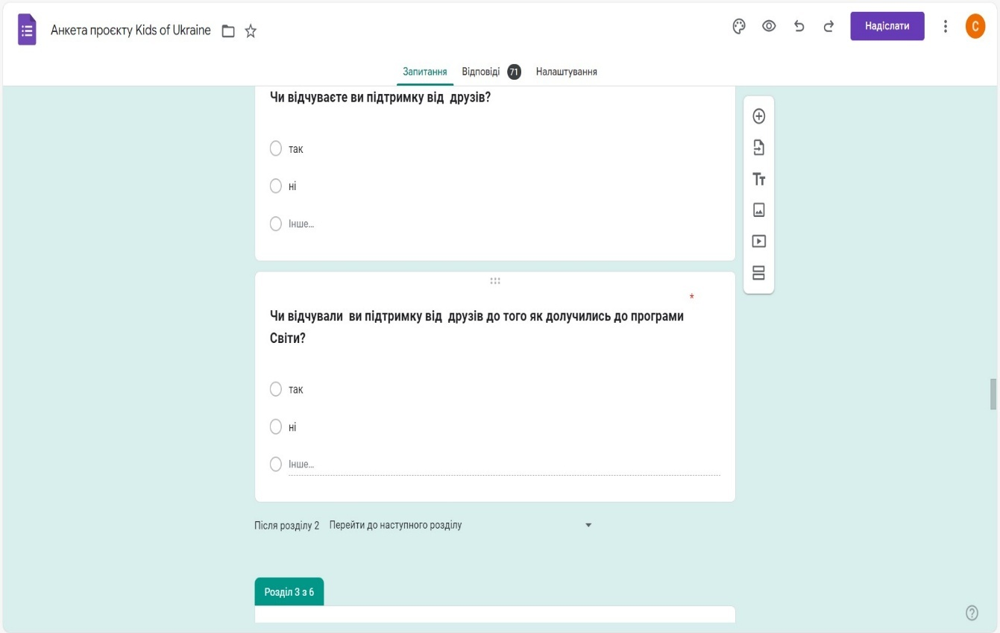 Анкета проєкту Kids of Ukraine
Надіслати
С
Запитання Відповіді 71 Налаштування
Чи відчуваєте ви підтримку від друзів?
так
ні
Інше...
*
Чи відчували ви підтримку від друзів до того як долучились до програми
Світи?
так
ні
Інше...
Після розділу 2 Перейти до наступного розділу
Розділ 3 з 6